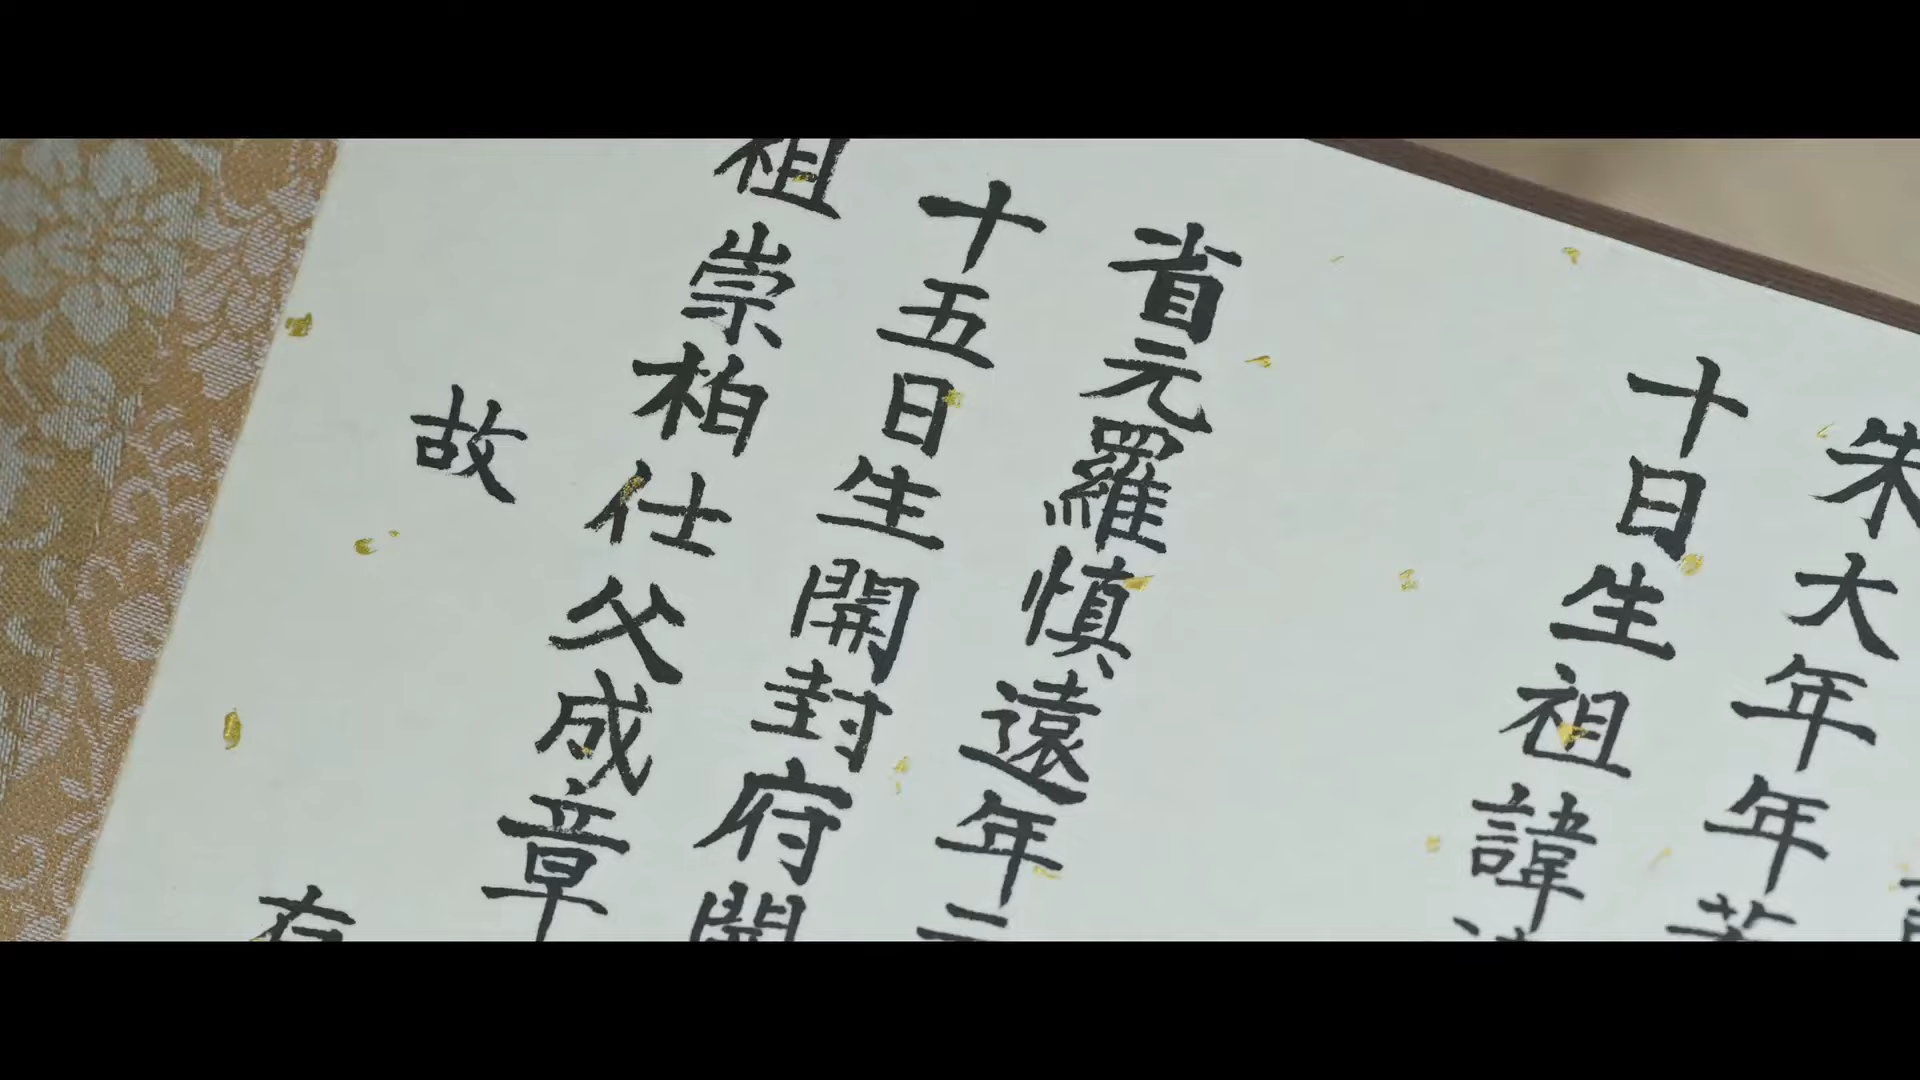 朱大年年
十日生祖諱
省元羅慎遠年
十五日生開封府開
祖崇柏仕父成章
故